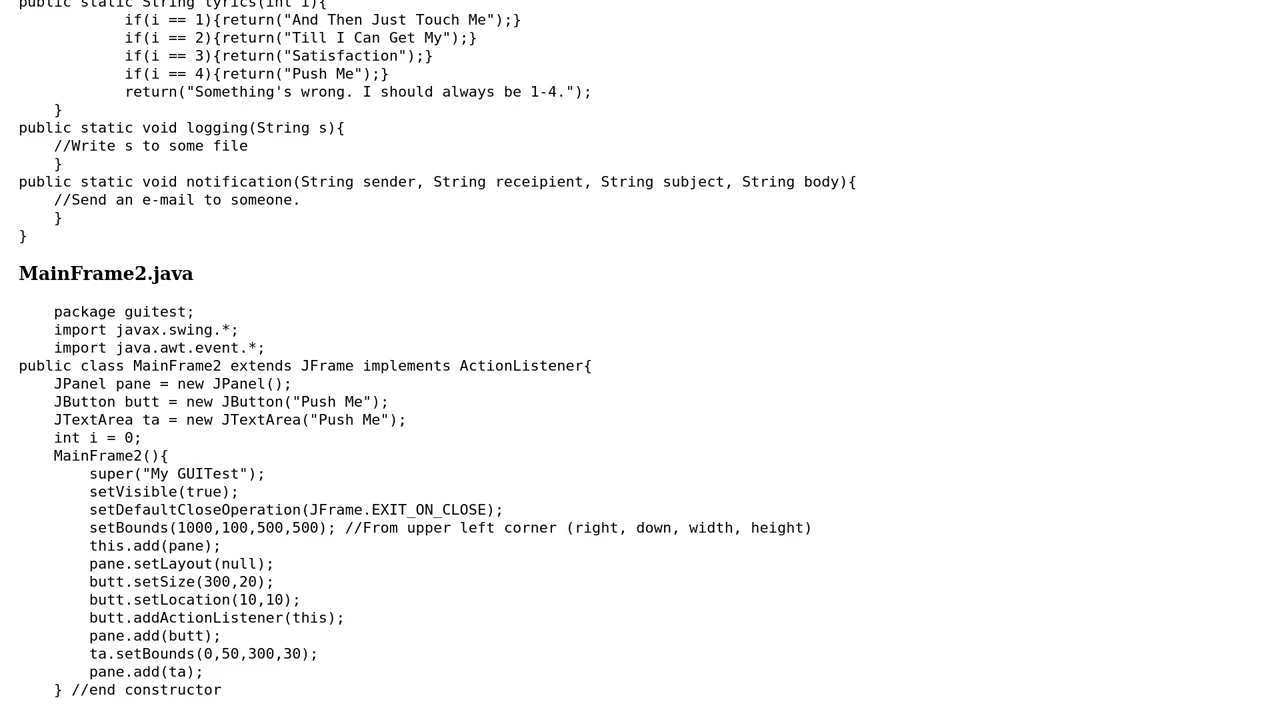 public static String lyrics(int i){
            if(i == 1){return("And Then Just Touch Me");}
            if(i == 2){return("Till I Can Get My");}
            if(i == 3){return("Satisfaction");}
            if(i == 4){return("Push Me");}
            return("Something's wrong. I should always be 1-4.");
    }
public static void logging(String s){
    //Write s to some file
    }
public static void notification(String sender, String receipient, String subject, String body){
    //Send an e-mail to someone.
    }
}
MainFrame2.java
    package guitest;
    import javax.swing.*;
    import java.awt.event.*;
public class MainFrame2 extends JFrame implements ActionListener{
    JPanel pane = new JPanel();
    JButton butt = new JButton("Push Me");
    JTextArea ta = new JTextArea("Push Me");
    int i = 0;
    MainFrame2(){
        super("My GUITest");
        setVisible(true);
        setDefaultCloseOperation(JFrame.EXIT_ON_CLOSE);
        setBounds(1000,100,500,500); //From upper left corner (right, down, width, height)
        this.add(pane);
        pane.setLayout(null);
        butt.setSize(300,20);
        butt.setLocation(10,10);
        butt.addActionListener(this);
        pane.add(butt);
        ta.setBounds(0,50,300,30);
        pane.add(ta);
    } //end constructor